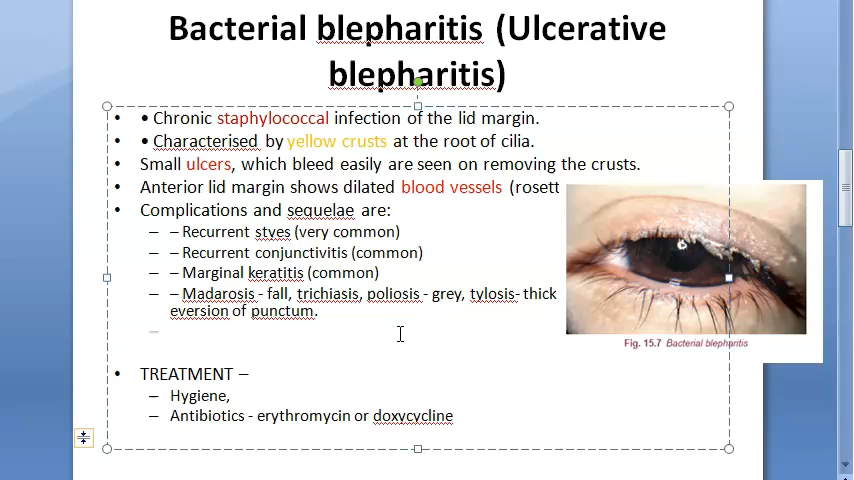 Bacterial blepharitis (Ulcerative
blepharitis)
• • Chronic staphylococcal infection of the lid margin.
• • Characterised by yellow crusts at the root of cilia.
• Small ulcers, which bleed easily are seen on removing the crusts.
• Anterior lid margin shows dilated blood vessels (rosett
• Complications and sequelae are:
– – Recurrent styes (very common)
– – Recurrent conjunctivitis (common)
– – Marginal keratitis (common)
– – Madarosis - fall, trichiasis, poliosis - grey, tylosis- thick
eversion of punctum.
–
Fig. 15.7 Bacterial blepharitis
• TREATMENT –
– Hygiene,
– Antibiotics - erythromycin or doxycycline